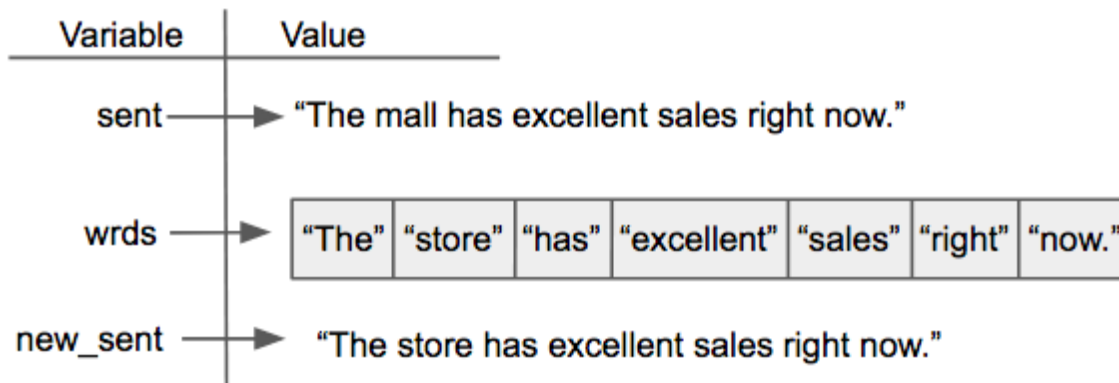 Variable Value
sent “The mall has excellent sales right now.”
wrds “The” “store” “has” “excellent” “sales” “right” “now.”
new_sent “The store has excellent sales right now.”